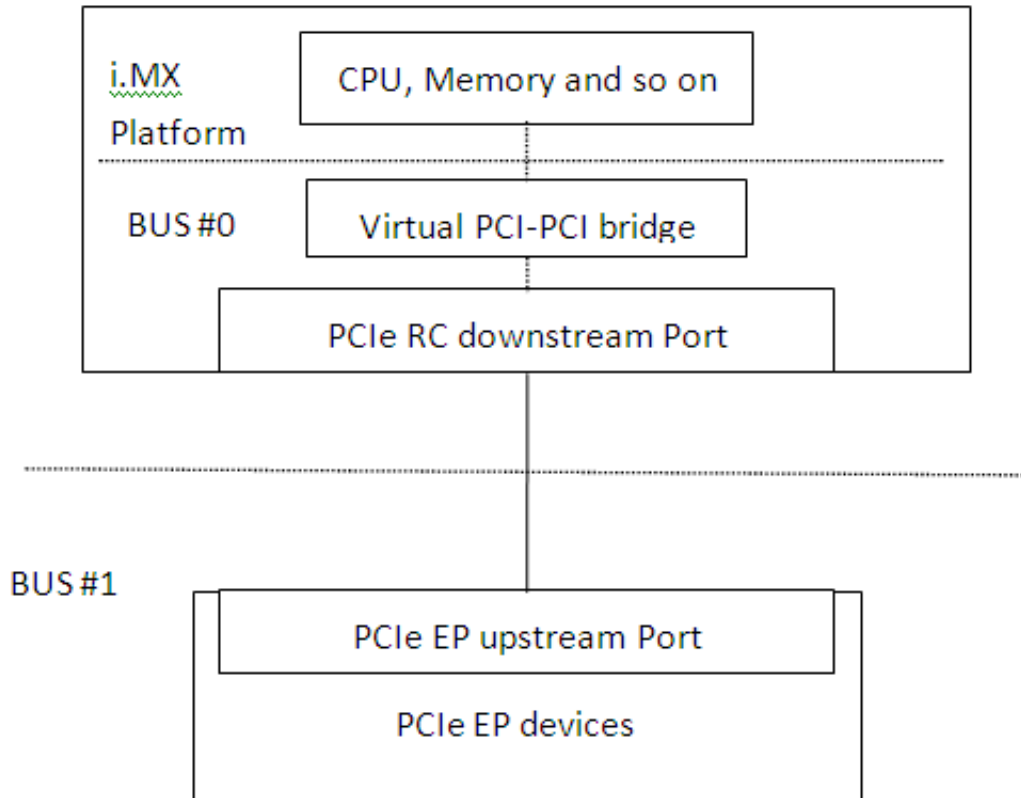 i.MX
Platform
CPU, Memory and so on
BUS #0
Virtual PCI-PCI bridge
PCIe RC downstream Port
BUS #1
PCIe EP upstream Port
PCIe EP devices